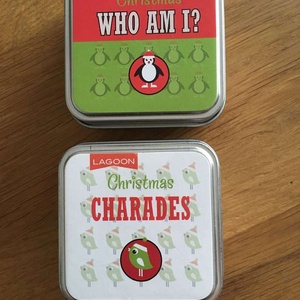 Christmas
WHO AM I?
LAGOON
Christmas
CHARADES